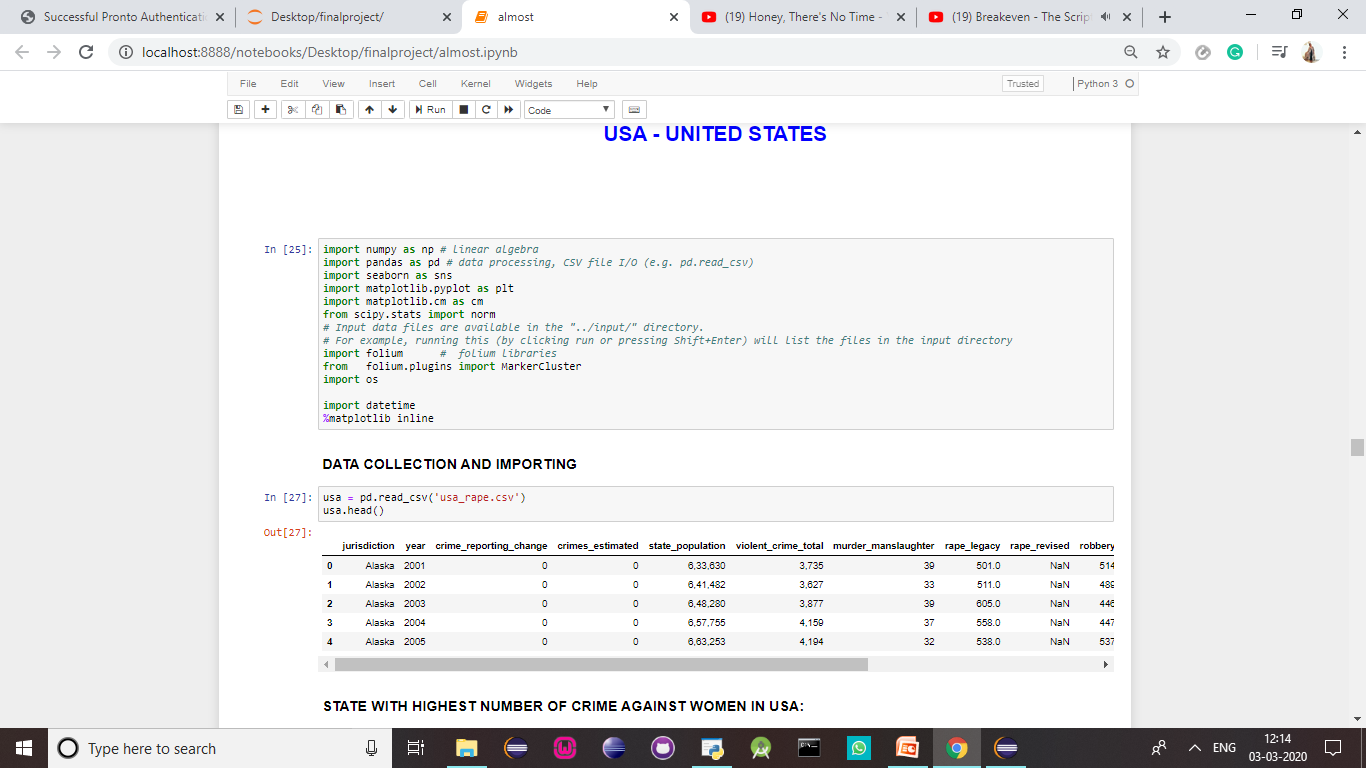 Successful Pronto Authenticati
Desktop/finalproject/
almost
(19) Honey, There's No Time -
(19) Breakeven - The Scrip
localhost:8888/notebooks/Desktop/finalproject/almost.ipynb
File Edit View Insert Cell Kernel Widgets Help
Trusted
Python 3
Run
Code
USA - UNITED STATES
In [25]:
import numpy as np # linear algebra
import pandas as pd # data processing, CSV file I/O (e.g. pd.read_csv)
import seaborn as sns
import matplotlib.pyplot as plt
import matplotlib.cm as cm
from scipy.stats import norm
# Input data files are available in the "../input/" directory.
# For example, running this (by clicking run or pressing Shift+Enter) will list the files in the input directory
import folium      #  folium libraries
from   folium.plugins import MarkerCluster
import os
import datetime
%matplotlib inline
DATA COLLECTION AND IMPORTING
In [27]:
usa = pd.read_csv('usa_rape.csv')
usa.head()
Out[27]:
jurisdiction year crime_reporting_change crimes_estimated state_population violent_crime_total murder_manslaughter rape_legacy rape_revised robbery
0 Alaska 2001 0 0 6,33,630 3,735 39 501.0 NaN 514
1 Alaska 2002 0 0 6,41,482 3,627 33 511.0 NaN 489
2 Alaska 2003 0 0 6,48,280 3,877 39 605.0 NaN 446
3 Alaska 2004 0 0 6,57,755 4,159 37 558.0 NaN 447
4 Alaska 2005 0 0 6,63,253 4,194 32 538.0 NaN 537
STATE WITH HIGHEST NUMBER OF CRIME AGAINST WOMEN IN USA:
Type here to search
ENG
12:14
03-03-2020